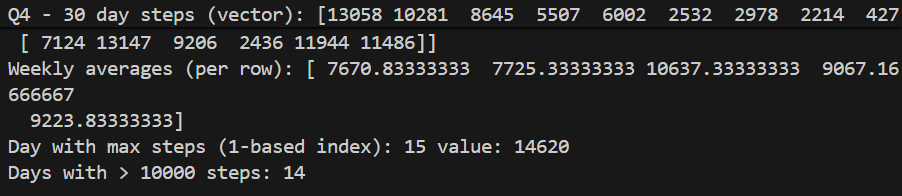 Q4 - 30 day steps (vector): [13058 10281  8645  5507  6002  2532  2978  2214  427
 [ 7124 13147  9206  2436 11944 11486]]
Weekly averages (per row): [ 7670.83333333  7725.33333333 10637.33333333  9067.16
666667
  9223.83333333]
Day with max steps (1-based index): 15 value: 14620
Days with > 10000 steps: 14